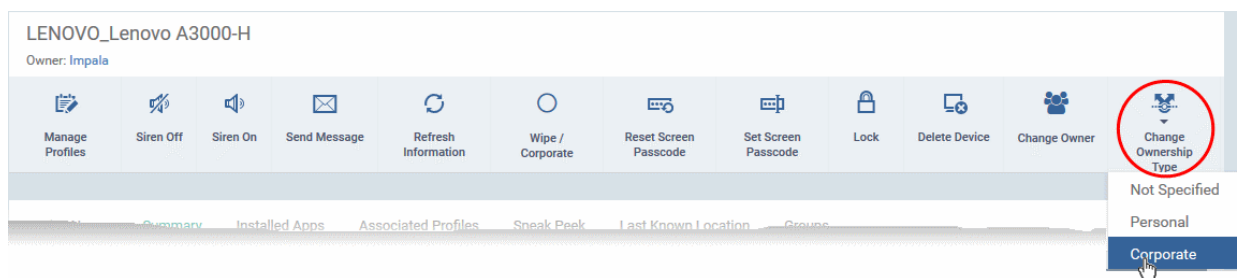 LENOVO_Lenovo A3000-H
Owner: Impala
Manage Profiles
Siren Off
Siren On
Send Message
Refresh Information
Wipe / Corporate
Reset Screen Passcode
Set Screen Passcode
Lock
Delete Device
Change Owner
Change Ownership Type
Not Specified
Personal
Corporate
Summary
Installed Apps
Associated Profiles
Sneak Peek
Last Known Location
Groups